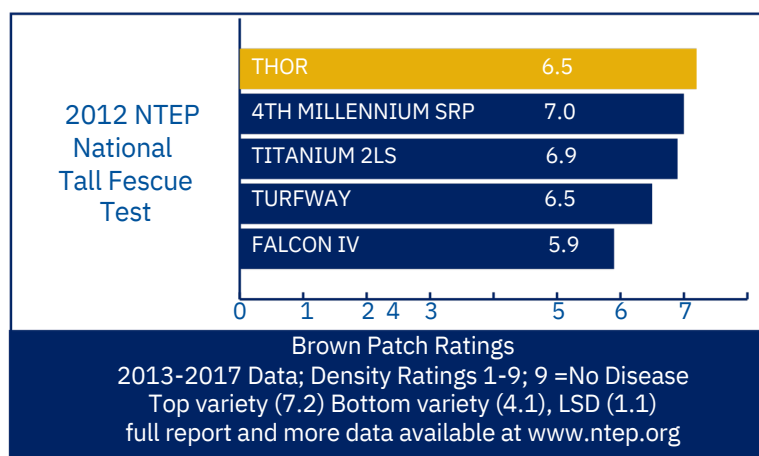 2012 NTEP
National
Tall Fescue
Test
THOR 6.5
4TH MILLENNIUM SRP 7.0
TITANIUM 2LS 6.9
TURFWAY 6.5
FALCON IV 5.9
0 1 2 4 3 5 6 7
Brown Patch Ratings
2013-2017 Data; Density Ratings 1-9; 9 =No Disease
Top variety (7.2) Bottom variety (4.1), LSD (1.1)
full report and more data available at www.ntep.org